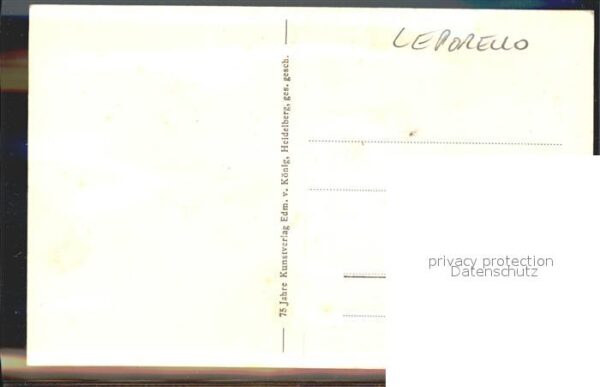 LEPORELLO
75 Jahre Kunstverlag Edm. v. König, Heidelberg, ges. gesch.
privacy protection
Datenschutz